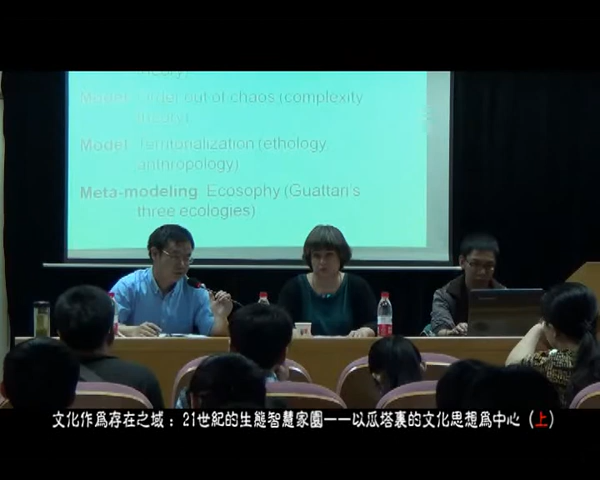 theory)
Model: Order out of chaos (complexity
theory)
Model: Territorialization (ethology
anthropology)
Meta-modeling: Ecosophy (Guattari's
three ecologies)
文化作爲存在之域：21世紀的生態智慧家園——以瓜塔裏的文化思想爲中心（上）